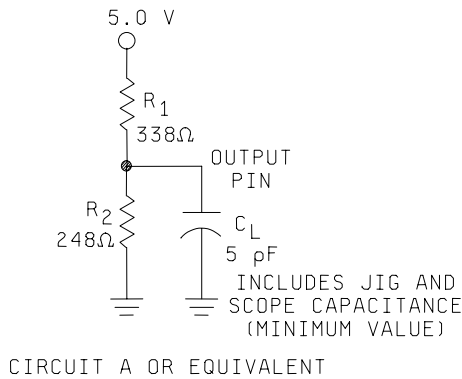 5.0 V
R1
338Ω
OUTPUT
PIN
R2
248Ω
CL
5 pF
INCLUDES JIG AND
SCOPE CAPACITANCE
(MINIMUM VALUE)
CIRCUIT A OR EQUIVALENT